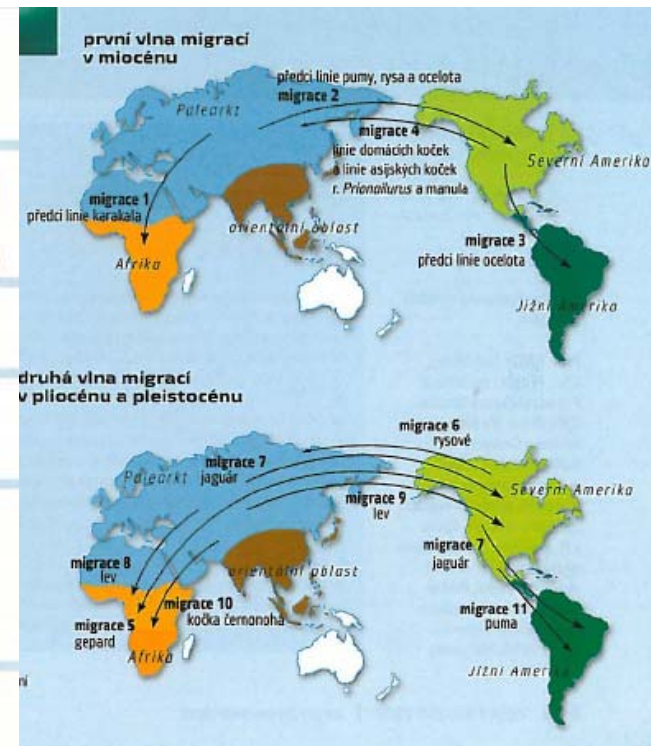 první vlna migrací
v miocénu
předci linie pumy, rysa a ocelota
migrace 2
Palearkt
migrace 4
linie domácích koček
a linie asijských koček
r. Prionailurus a manula
Severní Amerika
migrace 1
předci linie karakala
orientální oblast
Afrika
migrace 3
předci linie ocelota
Jižní Amerika
druhá vlna migrací
v pliocénu a pleistocénu
migrace 6
rysové
Palearkt
migrace 7
jaguár
Severní Amerika
migrace 9
lev
migrace 7
jaguár
migrace 8
lev
orientální oblast
migrace 10
kočka černonohá
migrace 5
gepard
Afrika
migrace 11
puma
Jižní Amerika
ní